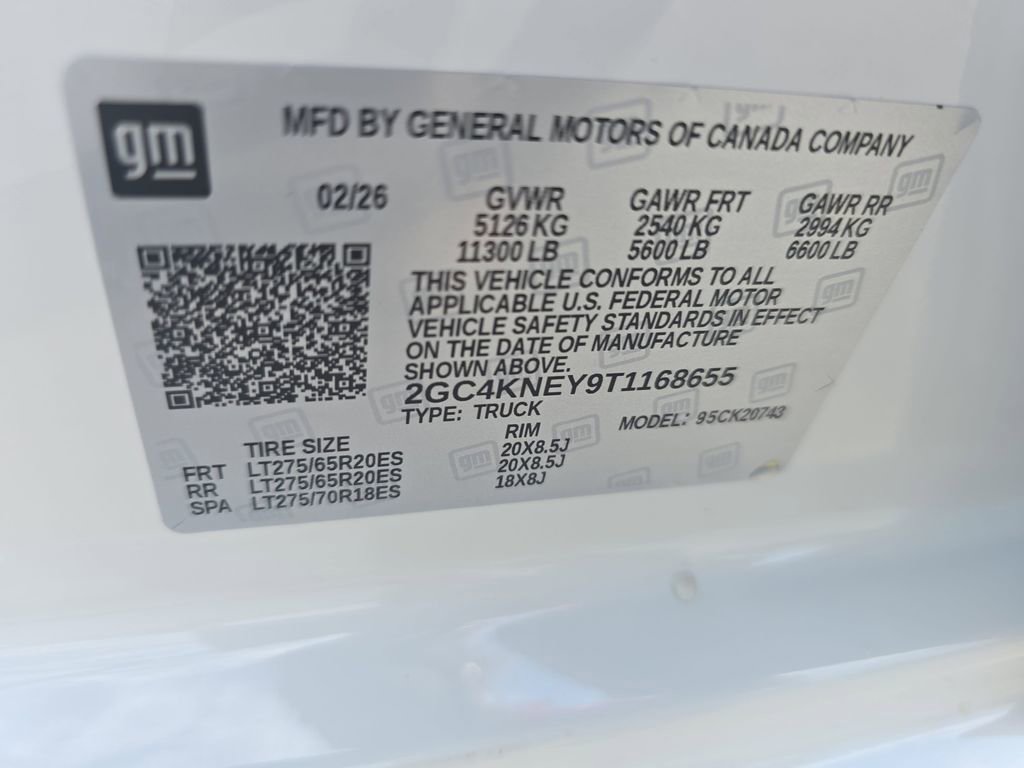 gm
MFD BY GENERAL MOTORS OF CANADA COMPANY
02/26 GVWR GAWR FRT GAWR RR
5126 KG 2540 KG 2994 KG
11300 LB 5600 LB 6600 LB
THIS VEHICLE CONFORMS TO ALL
APPLICABLE U.S. FEDERAL MOTOR
VEHICLE SAFETY STANDARDS IN EFFECT
ON THE DATE OF MANUFACTURE
SHOWN ABOVE.
2GC4KNEY9T1168655
TYPE: TRUCK MODEL: 95CK20743
TIRE SIZE RIM
FRT LT275/65R20ES 20X8.5J
RR LT275/65R20ES 20X8.5J
SPA LT275/70R18ES 18X8J